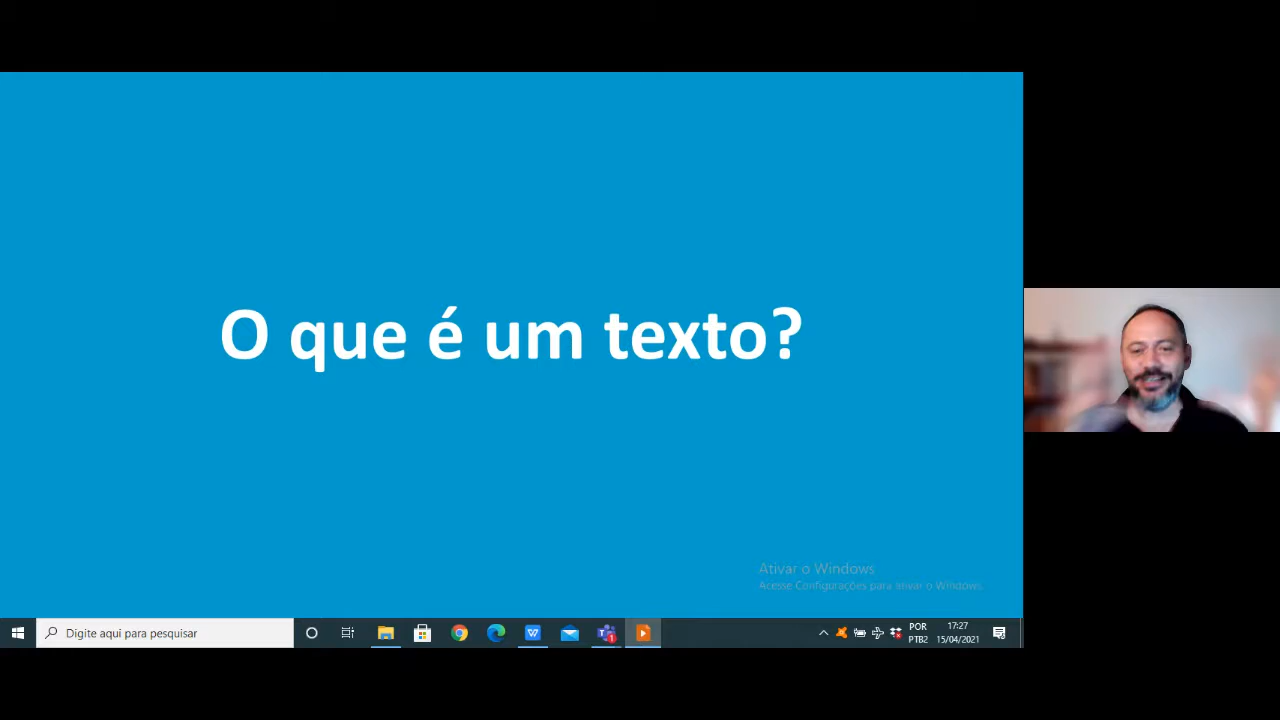 O que é um texto?
Ativar o Windows
Acesse Configurações para ativar o Windows.
Digite aqui para pesquisar
W
1
POR
PTB2
17:27
15/04/2021